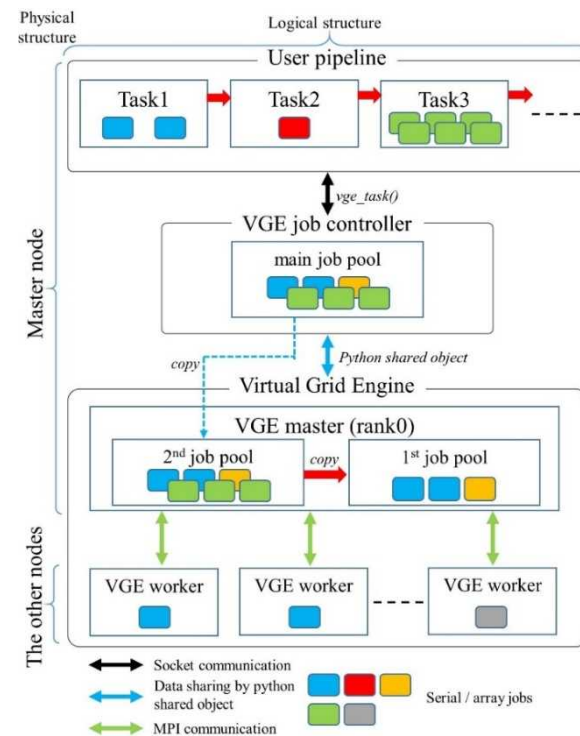 Physical
structure
Logical structure
User pipeline
Task1
Task2
Task3
vge_task()
VGE job controller
main job pool
Master node
copy
Python shared object
Virtual Grid Engine
VGE master (rank0)
2nd job pool
copy
1st job pool
The other nodes
VGE worker
VGE worker
VGE worker
Socket communication
Data sharing by python
shared object
MPI communication
Serial / array jobs